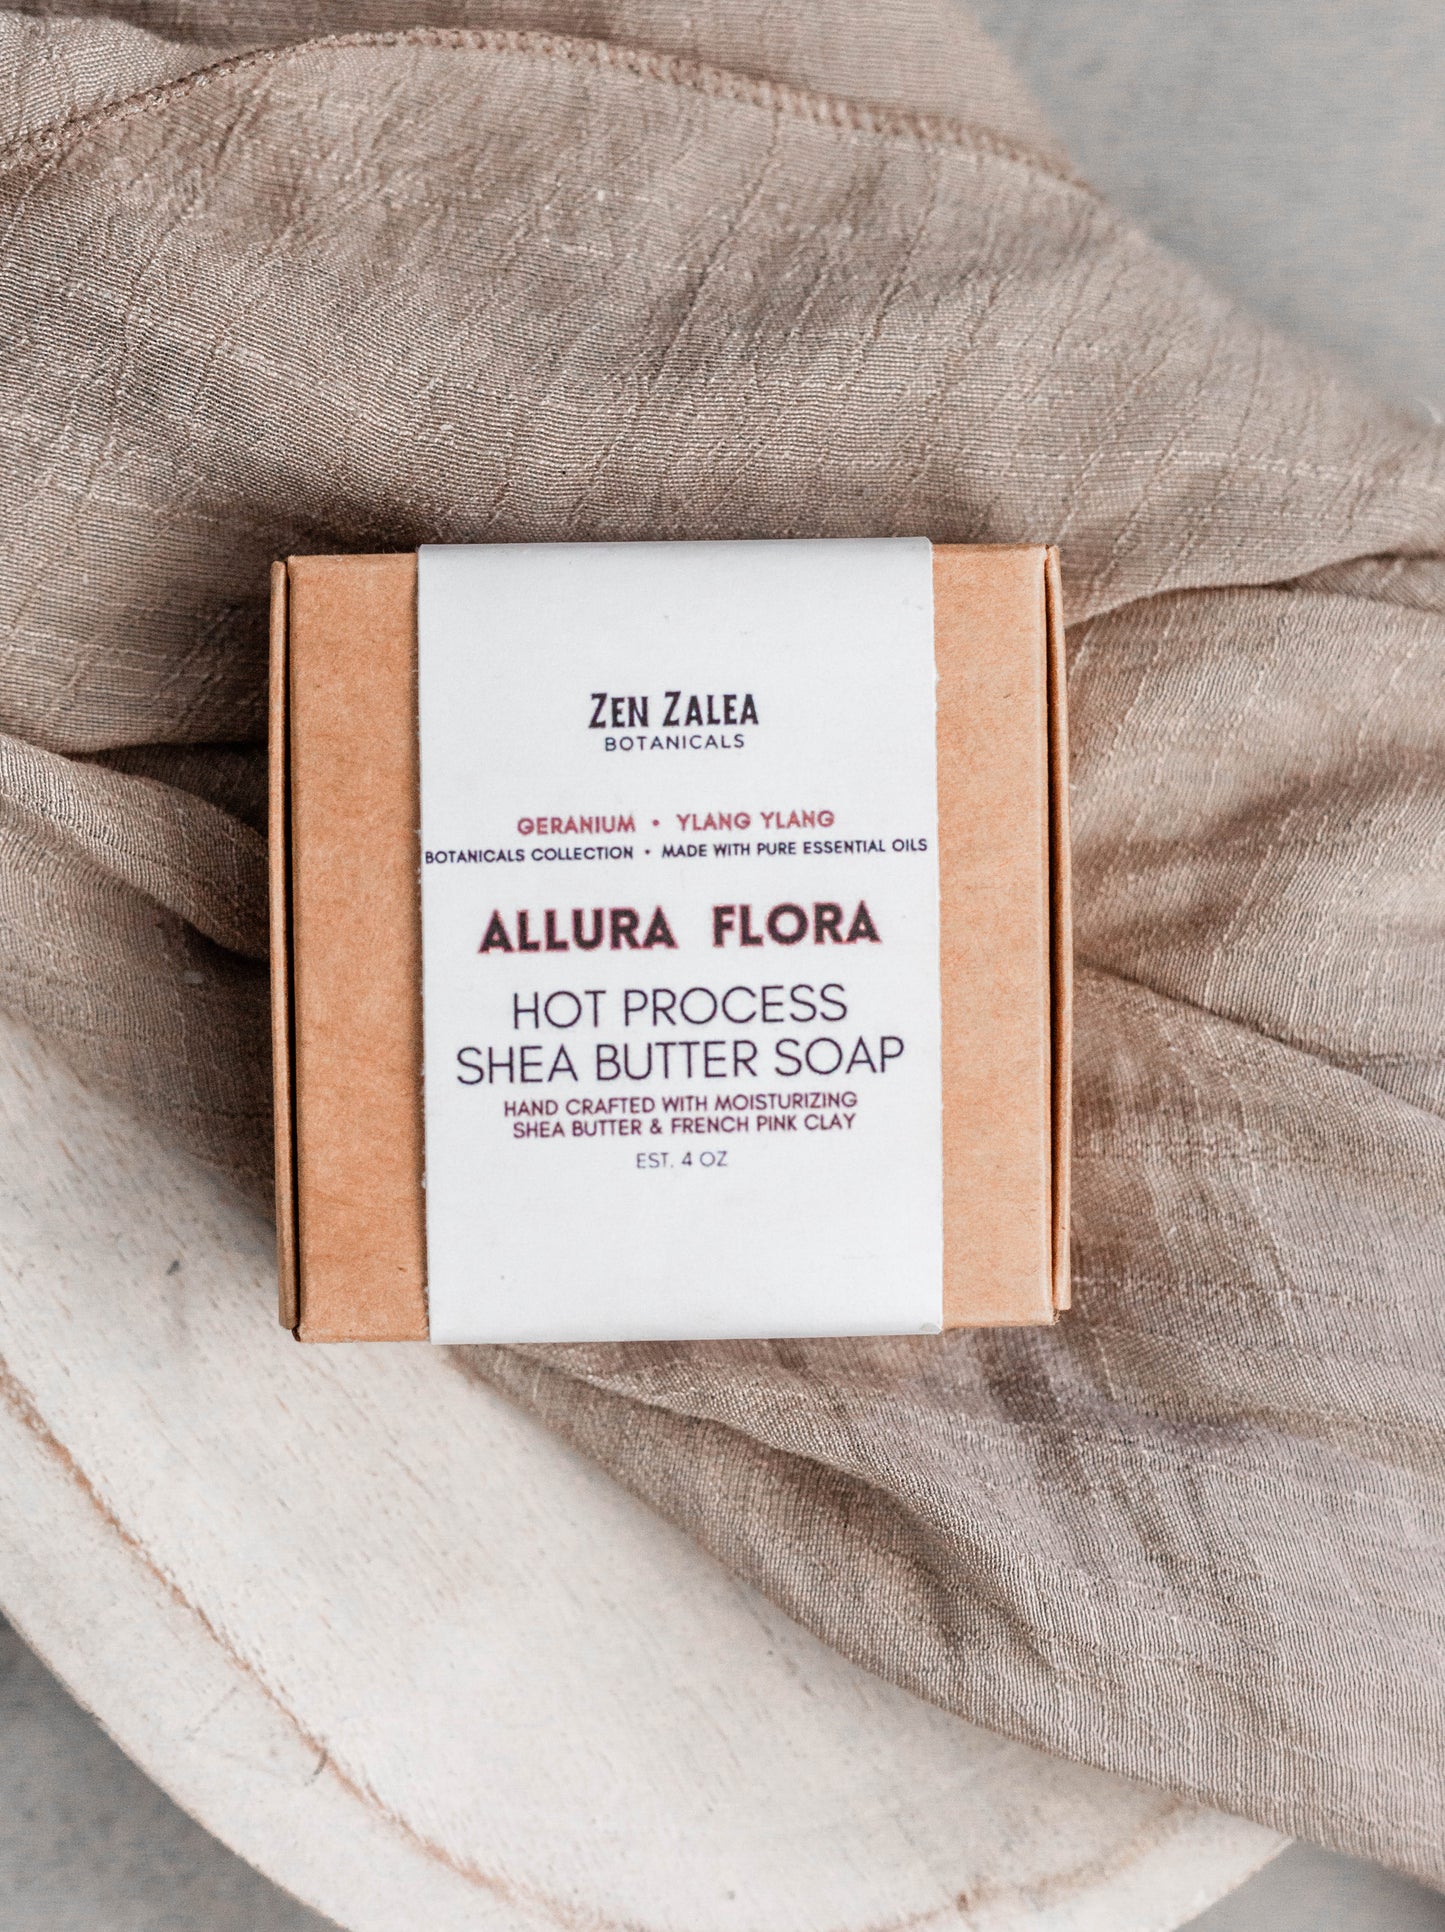 ZEN ZALEA
BOTANICALS
GERANIUM • YLANG YLANG
BOTANICALS COLLECTION • MADE WITH PURE ESSENTIAL OILS
ALLURA FLORA
HOT PROCESS
SHEA BUTTER SOAP
HAND CRAFTED WITH MOISTURIZING
SHEA BUTTER & FRENCH PINK CLAY
EST. 4 OZ